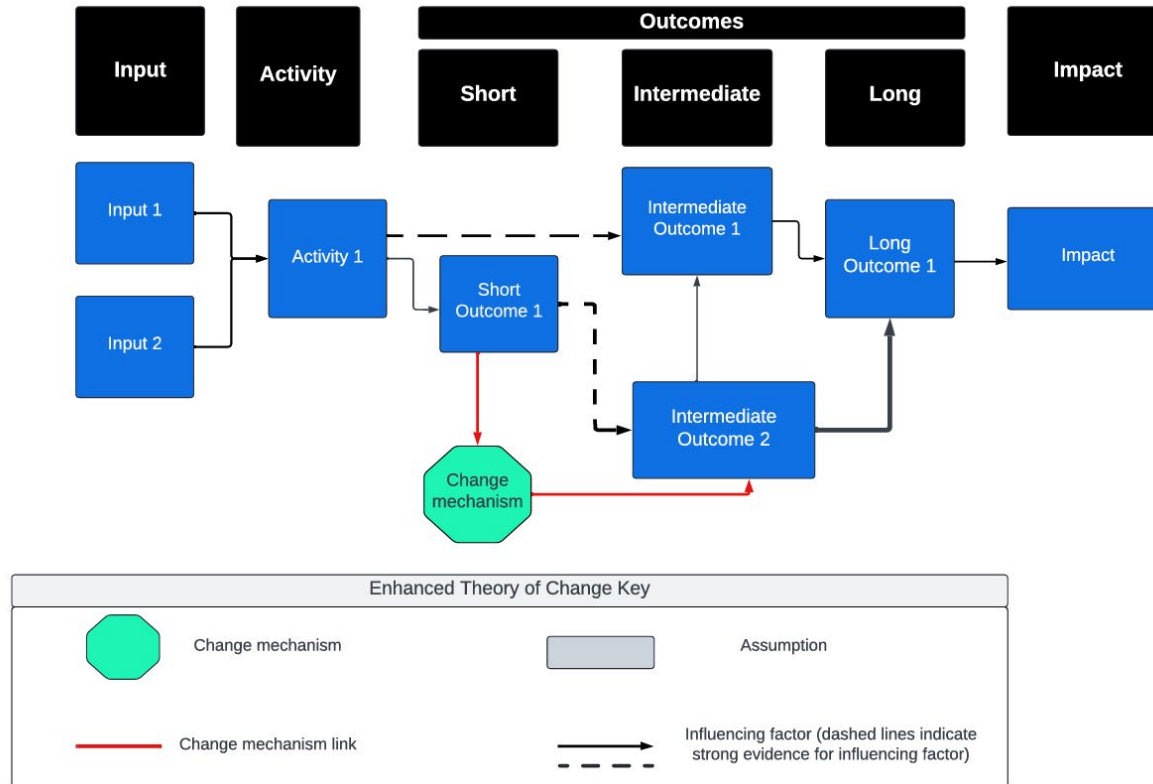 Outcomes
Input
Activity
Short
Intermediate
Long
Impact
Input 1
Input 2
Activity 1
Short
Outcome 1
Intermediate
Outcome 1
Intermediate
Outcome 2
Long
Outcome 1
Impact
Change
mechanism
Enhanced Theory of Change Key
Change mechanism
Assumption
Change mechanism link
Influencing factor (dashed lines indicate
strong evidence for influencing factor)